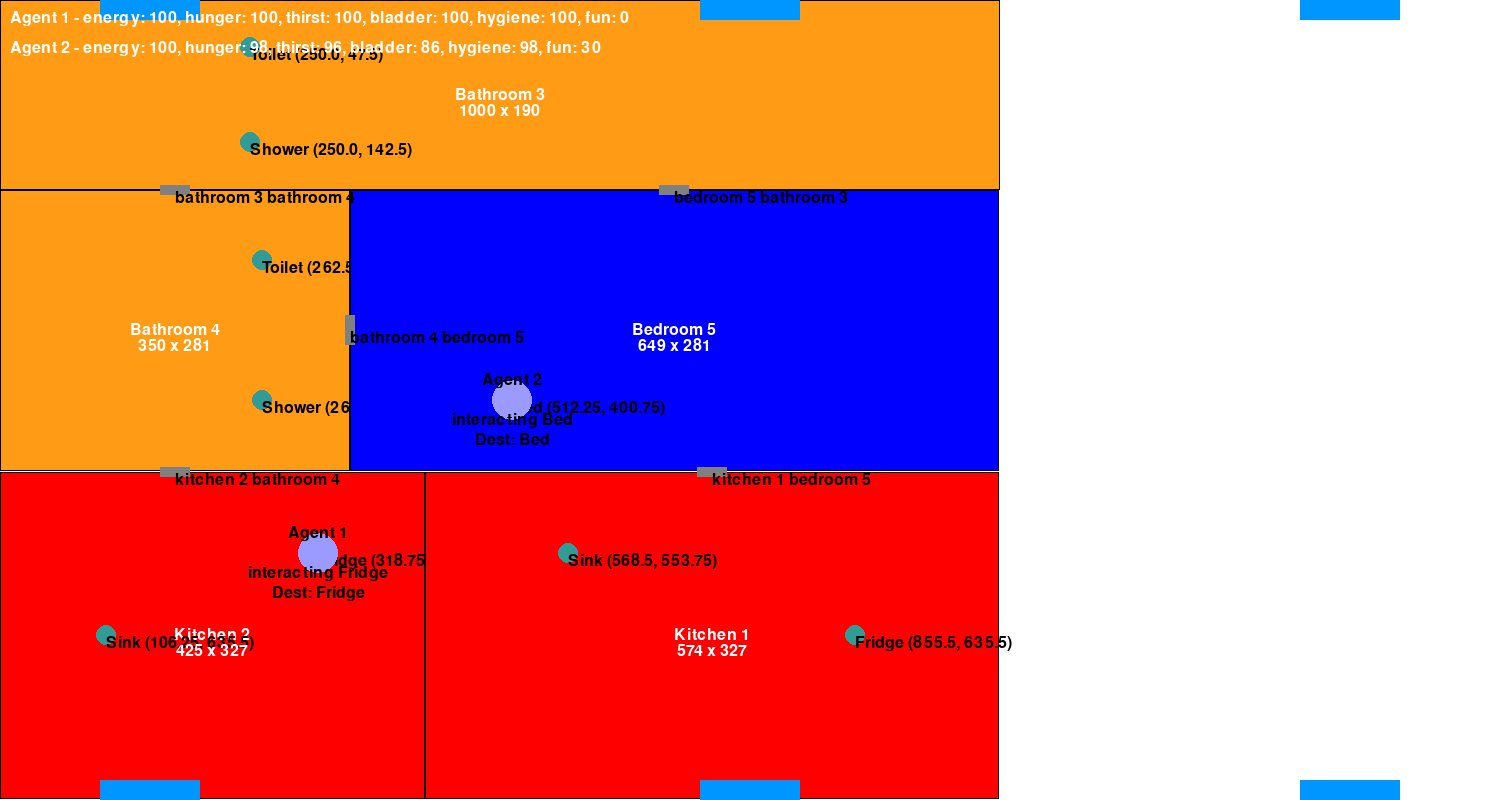 Agent 1 - energy: 100, hunger: 100, thirst: 100, bladder: 100, hygiene: 100, fun: 0
Agent 2 - energy: 100, hunger: 98, thirst: 96, bladder: 86, hygiene: 98, fun: 30
Toilet (250.0, 47.5)
Bathroom 3
1000 x 190
Shower (250.0, 142.5)
bathroom 3 bathroom 4
bedroom 5 bathroom 3
Toilet (262.5
Bathroom 4
350 x 281
bathroom 4 bedroom 5
Bedroom 5
649 x 281
Agent 2
Shower (26
d (512.25, 400.75)
interacting Bed
Dest: Bed
kitchen 2 bathroom 4
kitchen 1 bedroom 5
Agent 1
dge (318.75
interacting Fridge
Dest: Fridge
Sink (568.5, 553.75)
Kitchen 2
425 x 327
Sink (106.25, 635.5)
Kitchen 1
574 x 327
Fridge (855.5, 635.5)